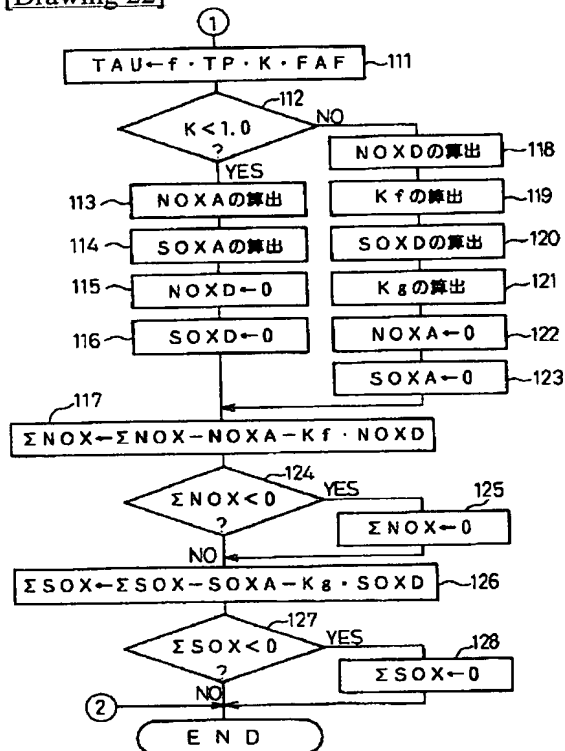 [Drawing 22]
1
TAU←f・TP・K・FAF
111
112
K<1.0
?
NO
YES
NOXDの算出
118
113
NOXAの算出
Kfの算出
119
114
SOXAの算出
SOXDの算出
120
115
NOXD←0
Kgの算出
121
116
SOXD←0
NOXA←0
122
SOXA←0
123
117
ΣNOX←ΣNOX−NOXA−Kf・NOXD
124
ΣNOX<0
?
YES
125
ΣNOX←0
NO
ΣSOX←ΣSOX−SOXA−Kg・SOXD
126
127
ΣSOX<0
?
YES
128
ΣSOX←0
NO
2
END